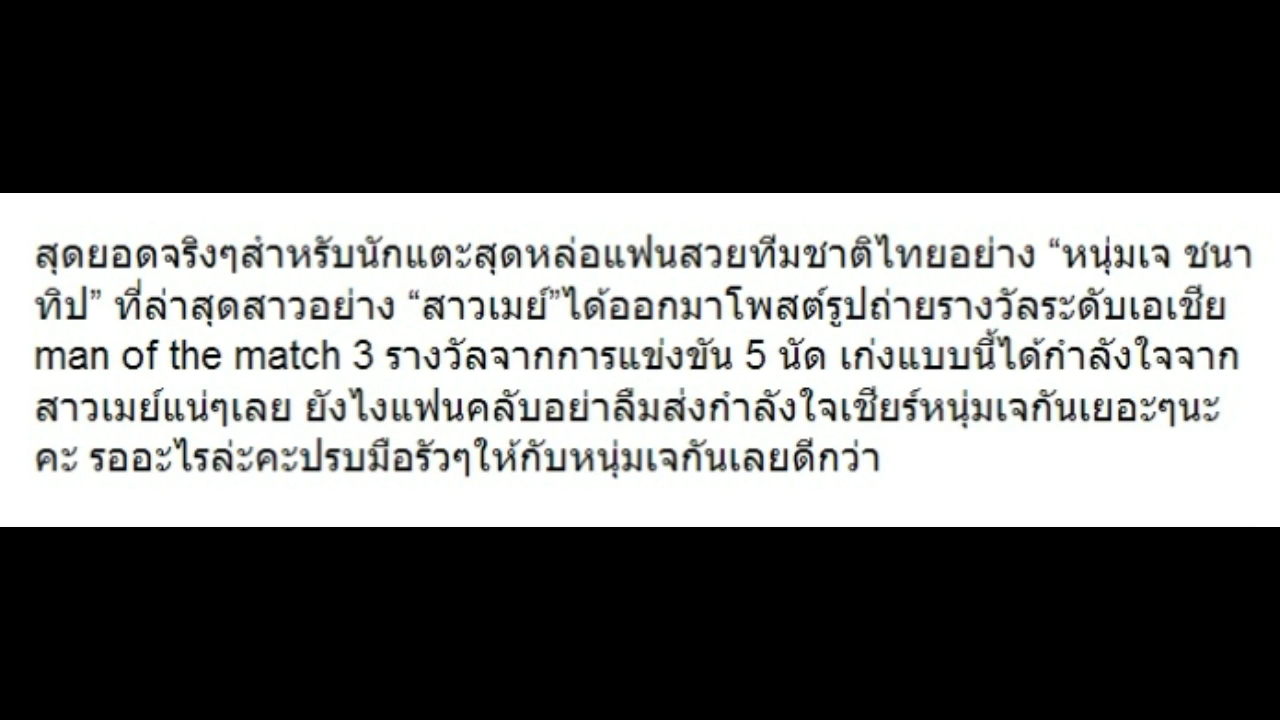 สุดยอดจริงๆสำหรับนักแตะสุดหล่อแฟนสวยทีมชาติไทยอย่าง “หนุ่มเจ ชนา
ทิป” ที่ล่าสุดสาวอย่าง “สาวเมย์”ได้ออกมาโพสต์รูปถ่ายรางวัลระดับเอเชีย
man of the match 3 รางวัลจากการแข่งขัน 5 นัด เก่งแบบนี้ได้กำลังใจจาก
สาวเมย์แน่ๆเลย ยังไงแฟนคลับอย่าลืมส่งกำลังใจเชียร์หนุ่มเจกันเยอะๆนะ
คะ รออะไรล่ะคะปรบมือรัวๆให้กับหนุ่มเจกันเลยดีกว่า